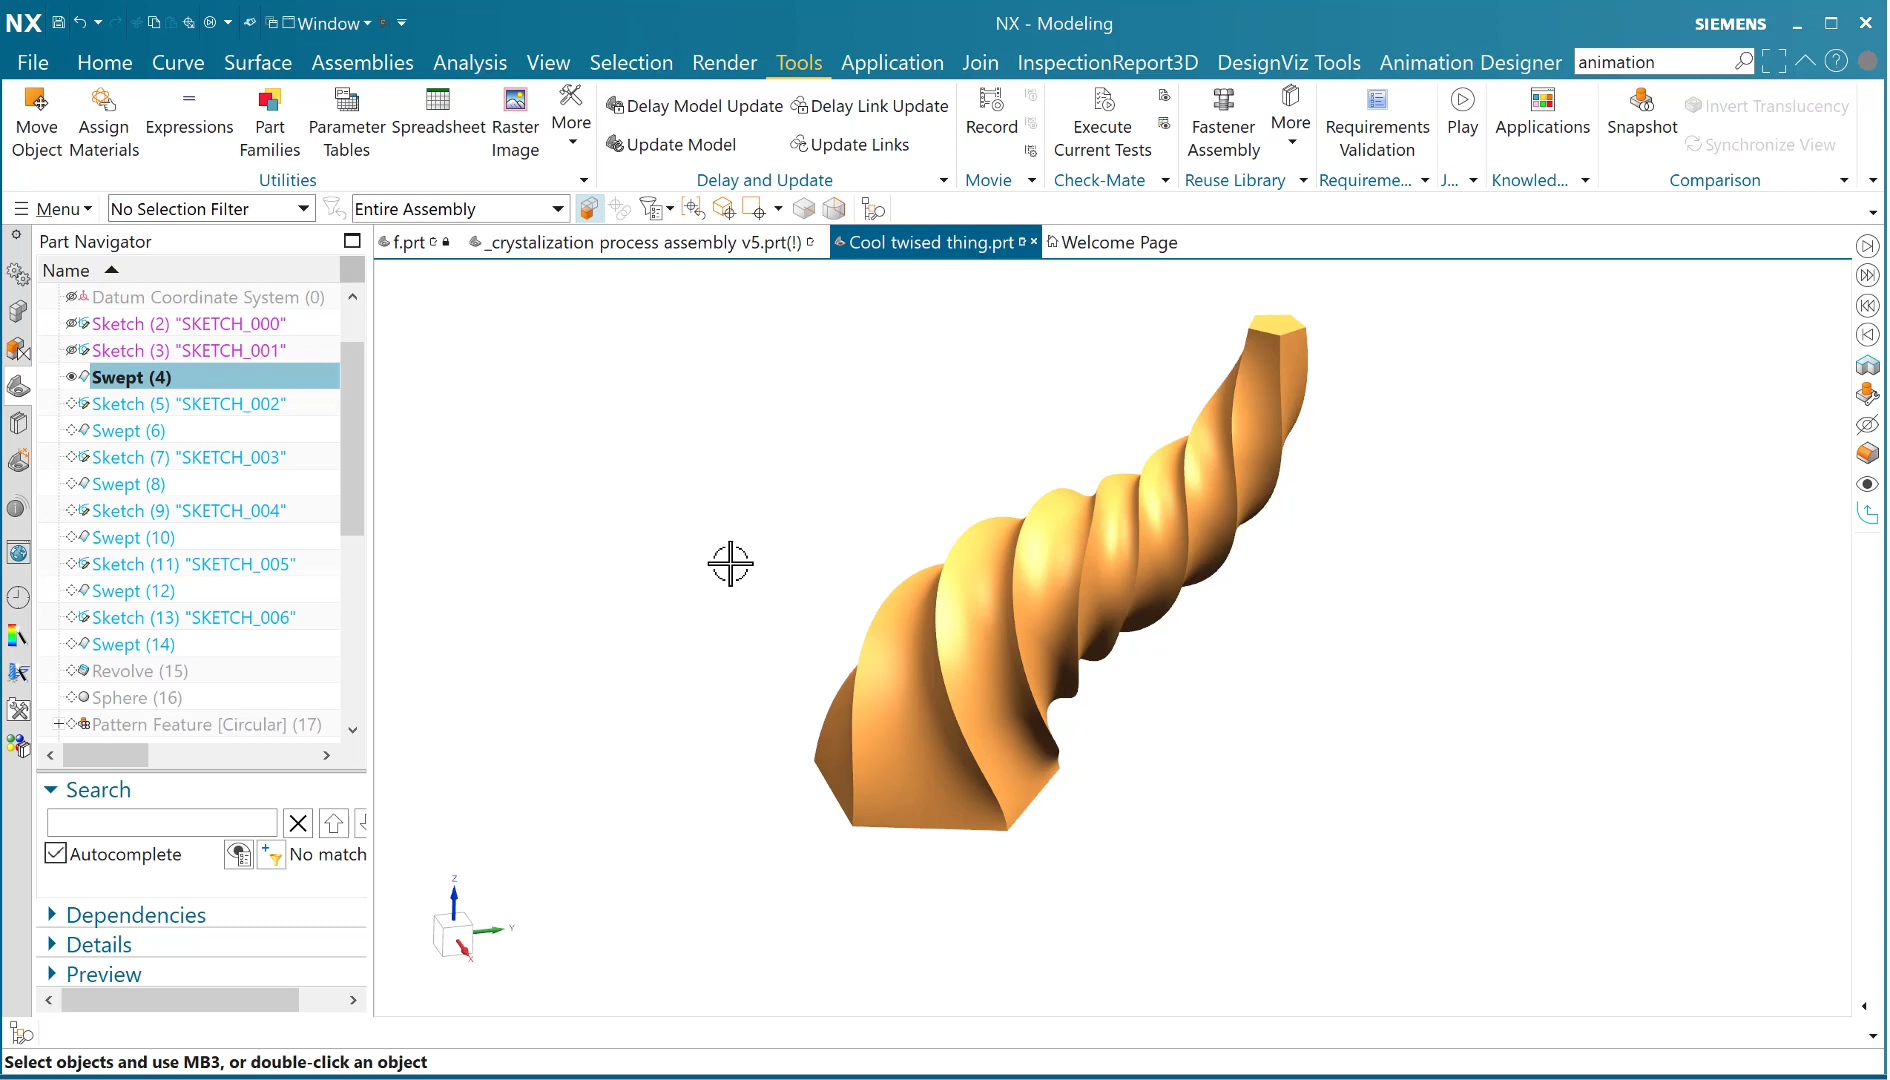 NX
Window
NX - Modeling
SIEMENS
File
Home
Curve
Surface
Assemblies
Analysis
View
Selection
Render
Tools
Application
Join
InspectionReport3D
DesignViz Tools
Animation Designer
animation
Move
Object
Assign
Materials
Expressions
Part
Families
Parameter
Tables
Spreadsheet
Raster
Image
More
Utilities
Delay Model Update
Delay Link Update
Update Model
Update Links
Delay and Update
Record
Movie
Execute
Current Tests
Check-Mate
Fastener
Assembly
More
Reuse Library
Requirements
Validation
Requireme...
Play
J...
Applications
Knowled...
Snapshot
Invert Translucency
Synchronize View
Comparison
Menu
No Selection Filter
Entire Assembly
Part Navigator
f.prt
_crystalization process assembly v5.prt(!)
Cool twised thing.prt
Welcome Page
Name
Datum Coordinate System (0)
Sketch (2) "SKETCH_000"
Sketch (3) "SKETCH_001"
Swept (4)
Sketch (5) "SKETCH_002"
Swept (6)
Sketch (7) "SKETCH_003"
Swept (8)
Sketch (9) "SKETCH_004"
Swept (10)
Sketch (11) "SKETCH_005"
Swept (12)
Sketch (13) "SKETCH_006"
Swept (14)
Revolve (15)
Sphere (16)
Pattern Feature [Circular] (17)
Search
Autocomplete
No match
Dependencies
Details
Preview
Z
Y
X
Select objects and use MB3, or double-click an object